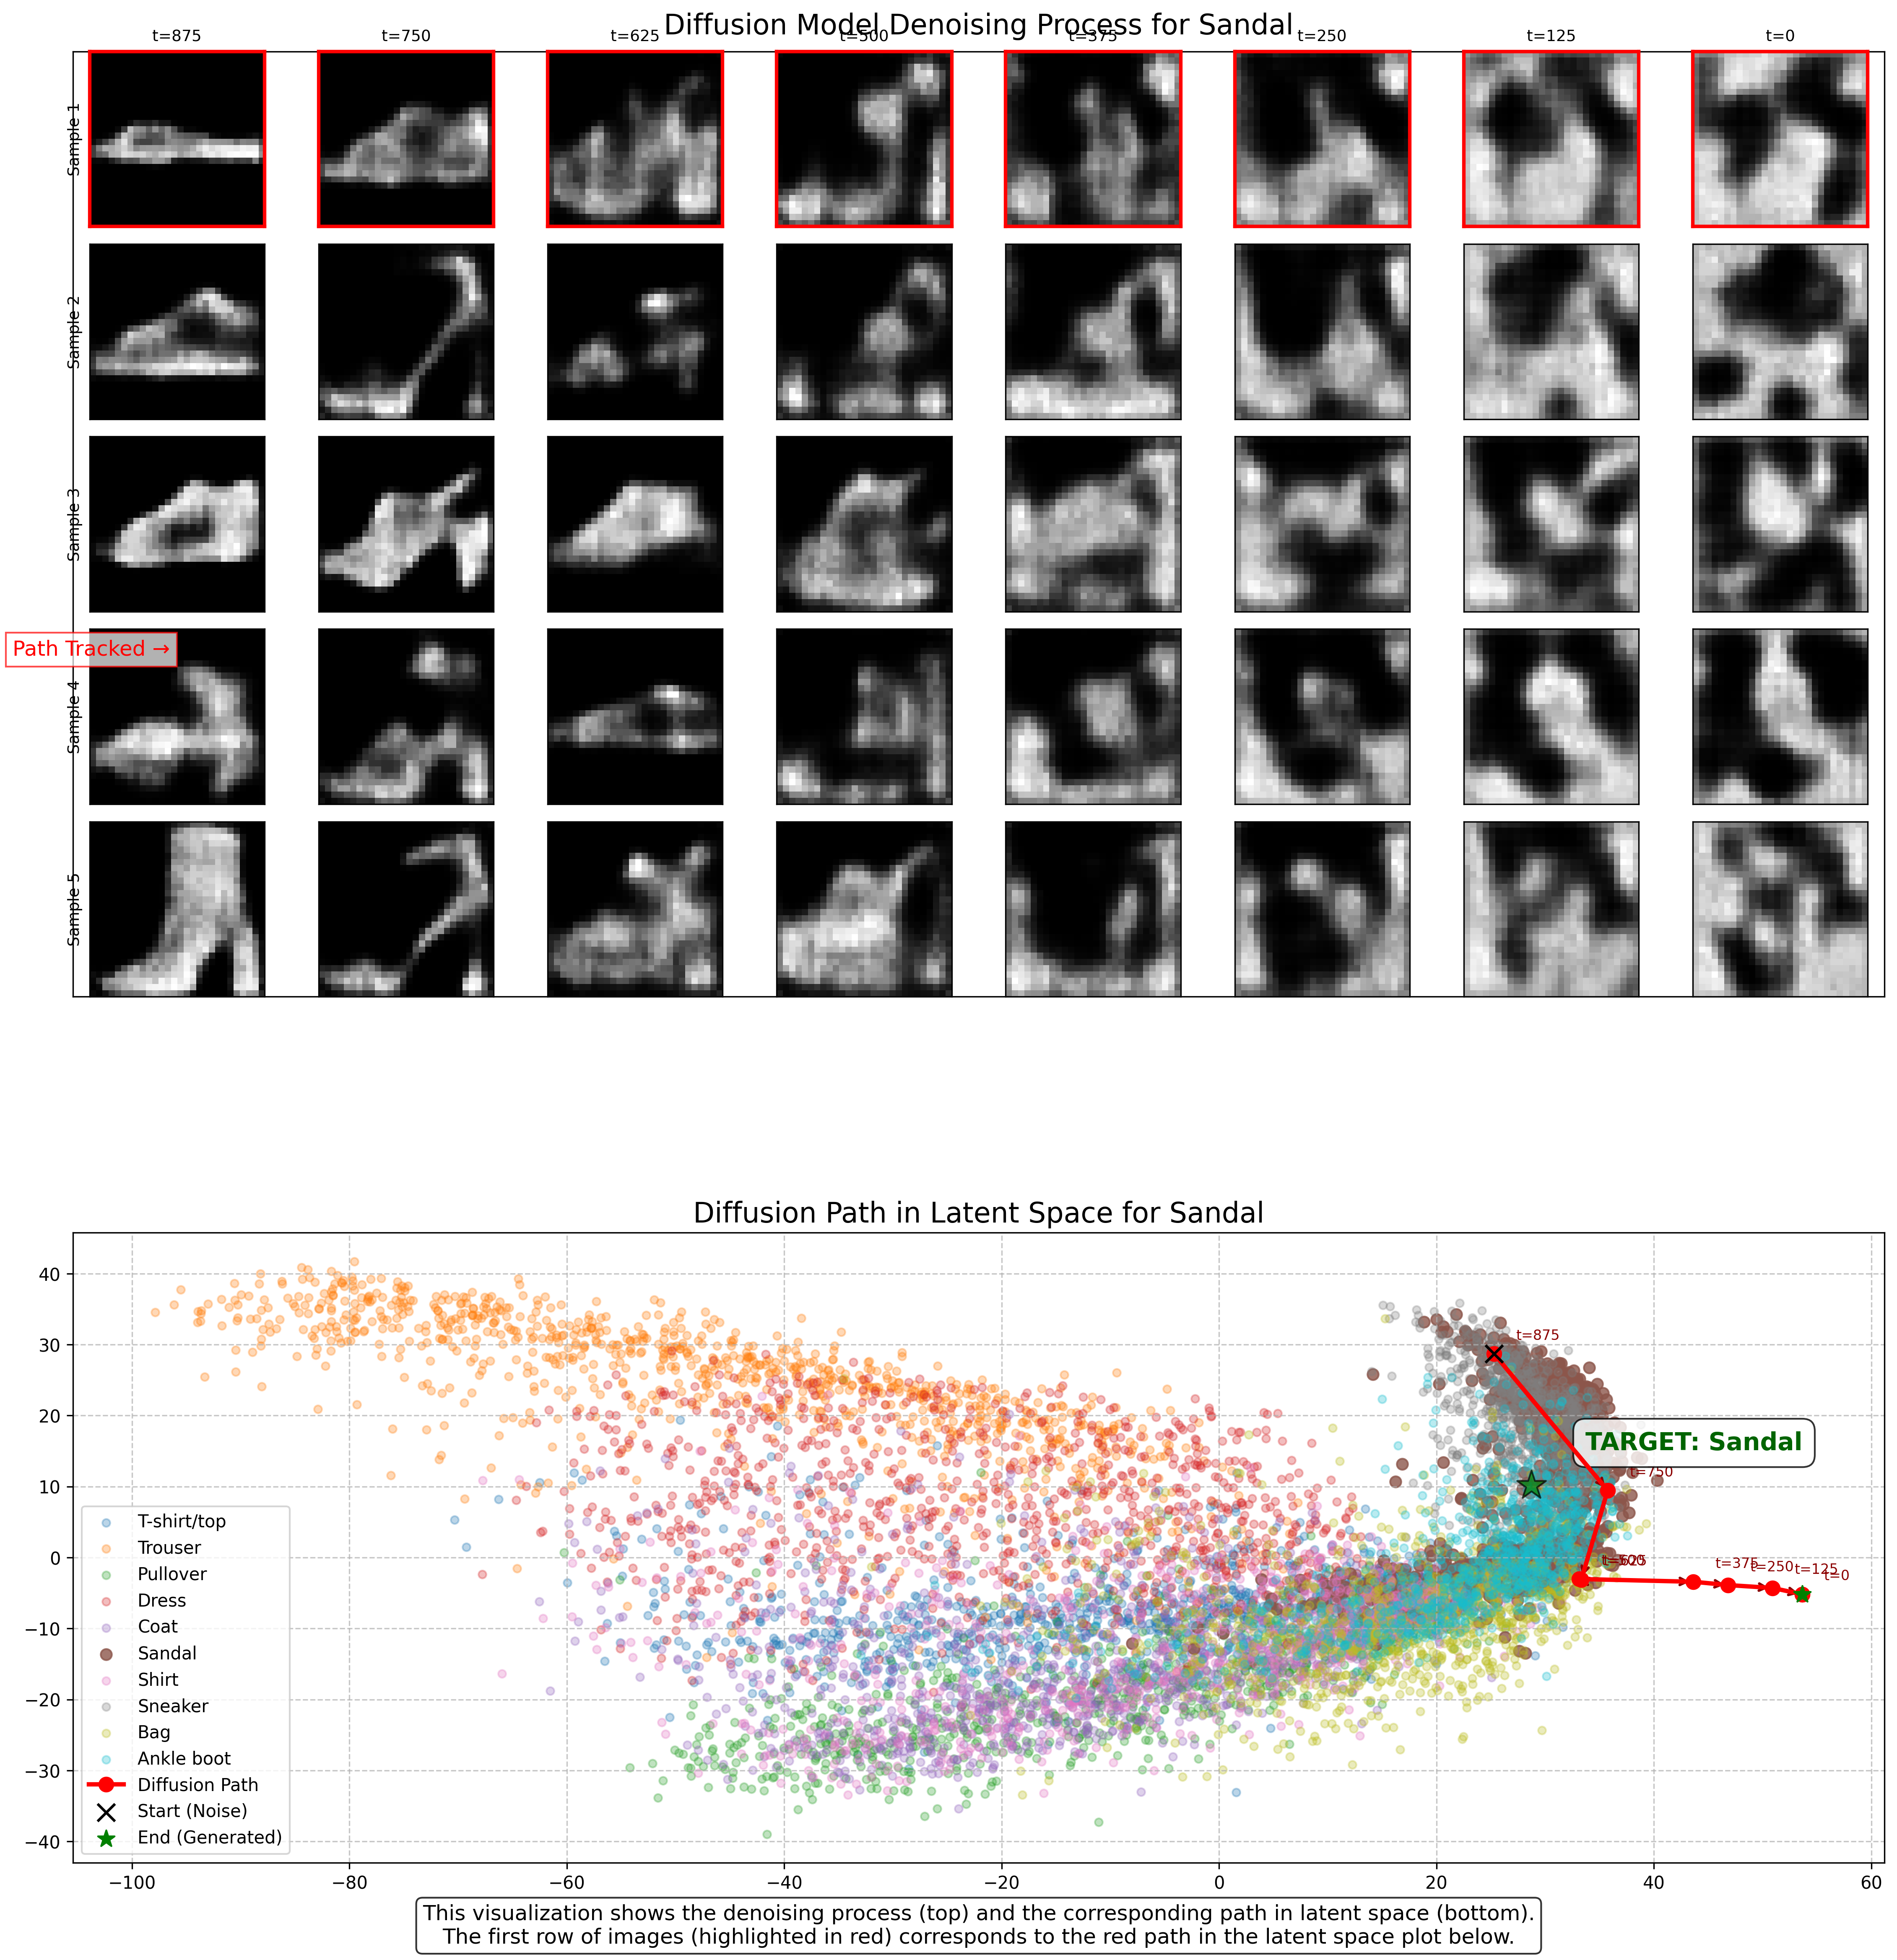 Diffusion Model Denoising Process for Sandal
t=875 t=750 t=625 t=500 t=375 t=250 t=125 t=0
Sample 1
Sample 2
Sample 3
Path Tracked →
Sample 4
Sample 5
Diffusion Path in Latent Space for Sandal
40
30
20
10
0
−10
−20
−30
−40
t=875
TARGET: Sandal
t=750
t=625
t=500
t=375
t=250
t=125
t=0
T-shirt/top
Trouser
Pullover
Dress
Coat
Sandal
Shirt
Sneaker
Bag
Ankle boot
Diffusion Path
Start (Noise)
End (Generated)
−100 −80 −60 −40 −20 0 20 40 60
This visualization shows the denoising process (top) and the corresponding path in latent space (bottom).
The first row of images (highlighted in red) corresponds to the red path in the latent space plot below.